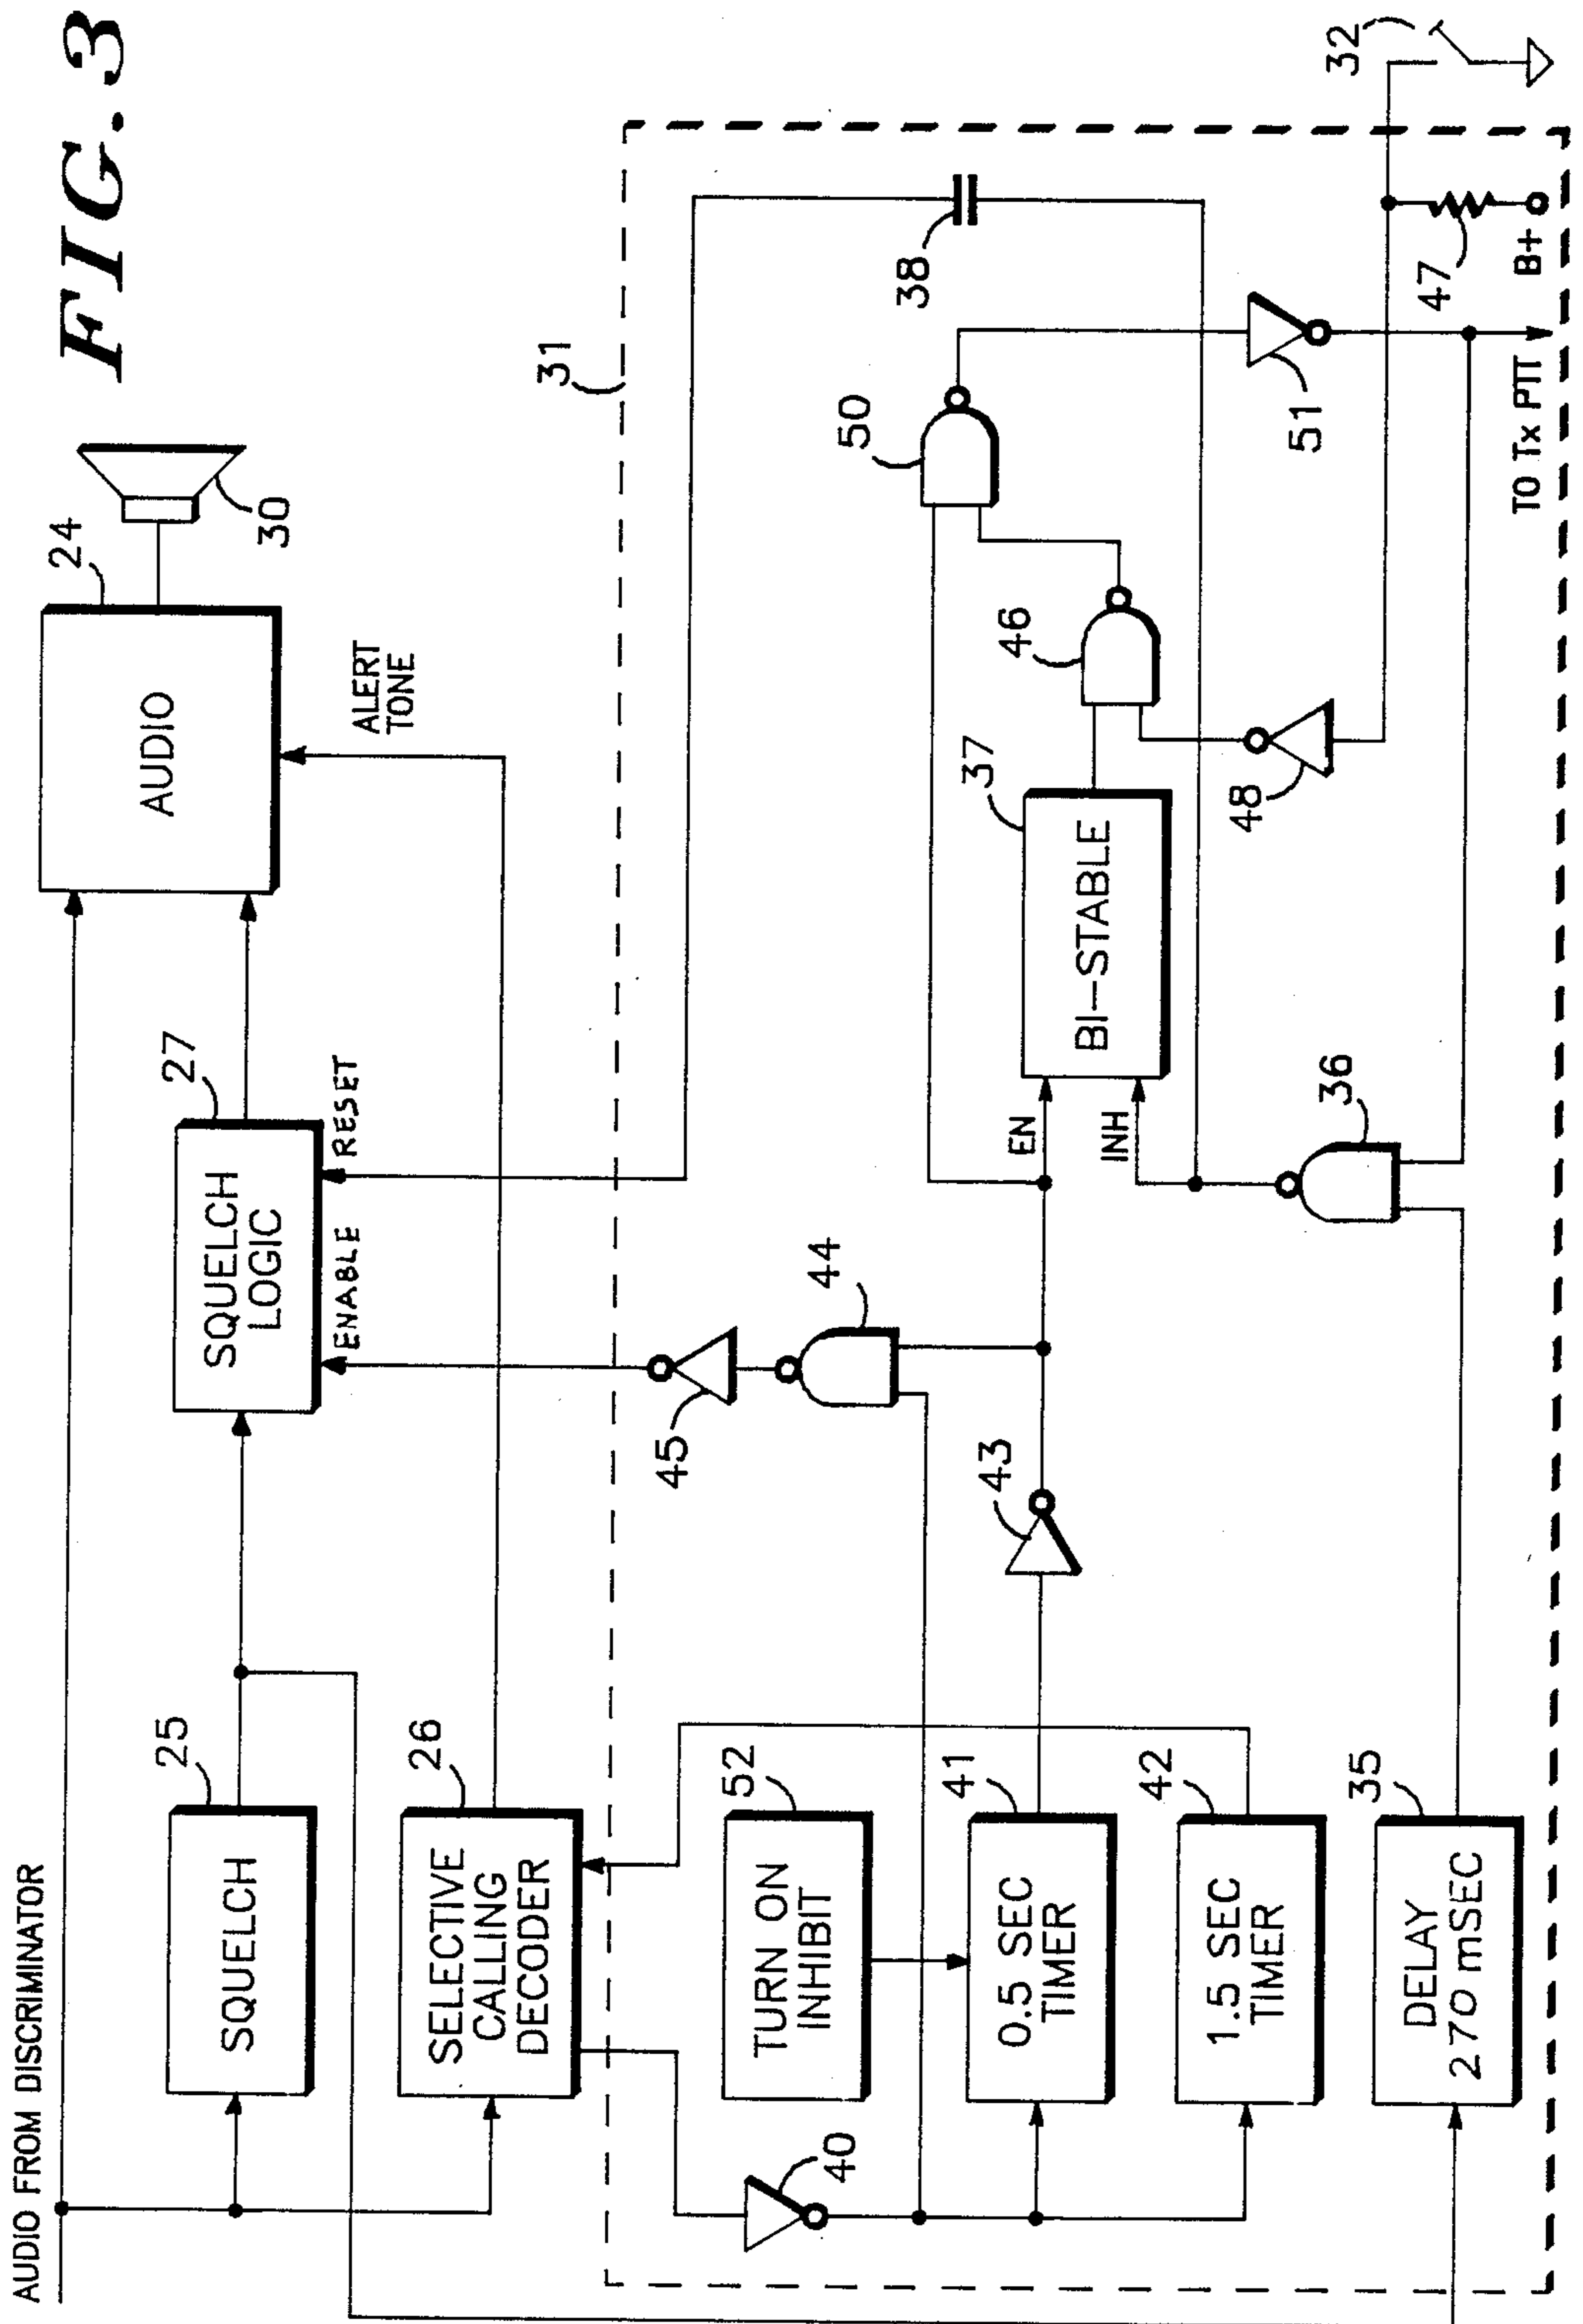 FIG. 3
AUDIO FROM DISCRIMINATOR
25
SQUELCH
27
SQUELCH
LOGIC
ENABLE
RESET
24
AUDIO
30
ALERT
TONE
26
SELECTIVE
CALLING
DECODER
31
52
TURN ON
INHIBIT
40
41
0.5 SEC
TIMER
42
1.5 SEC
TIMER
35
DELAY
270 mSEC
43
44
45
EN
INH
37
BI-STABLE
36
46
48
50
51
38
32
47
B+
TO Tx PTT